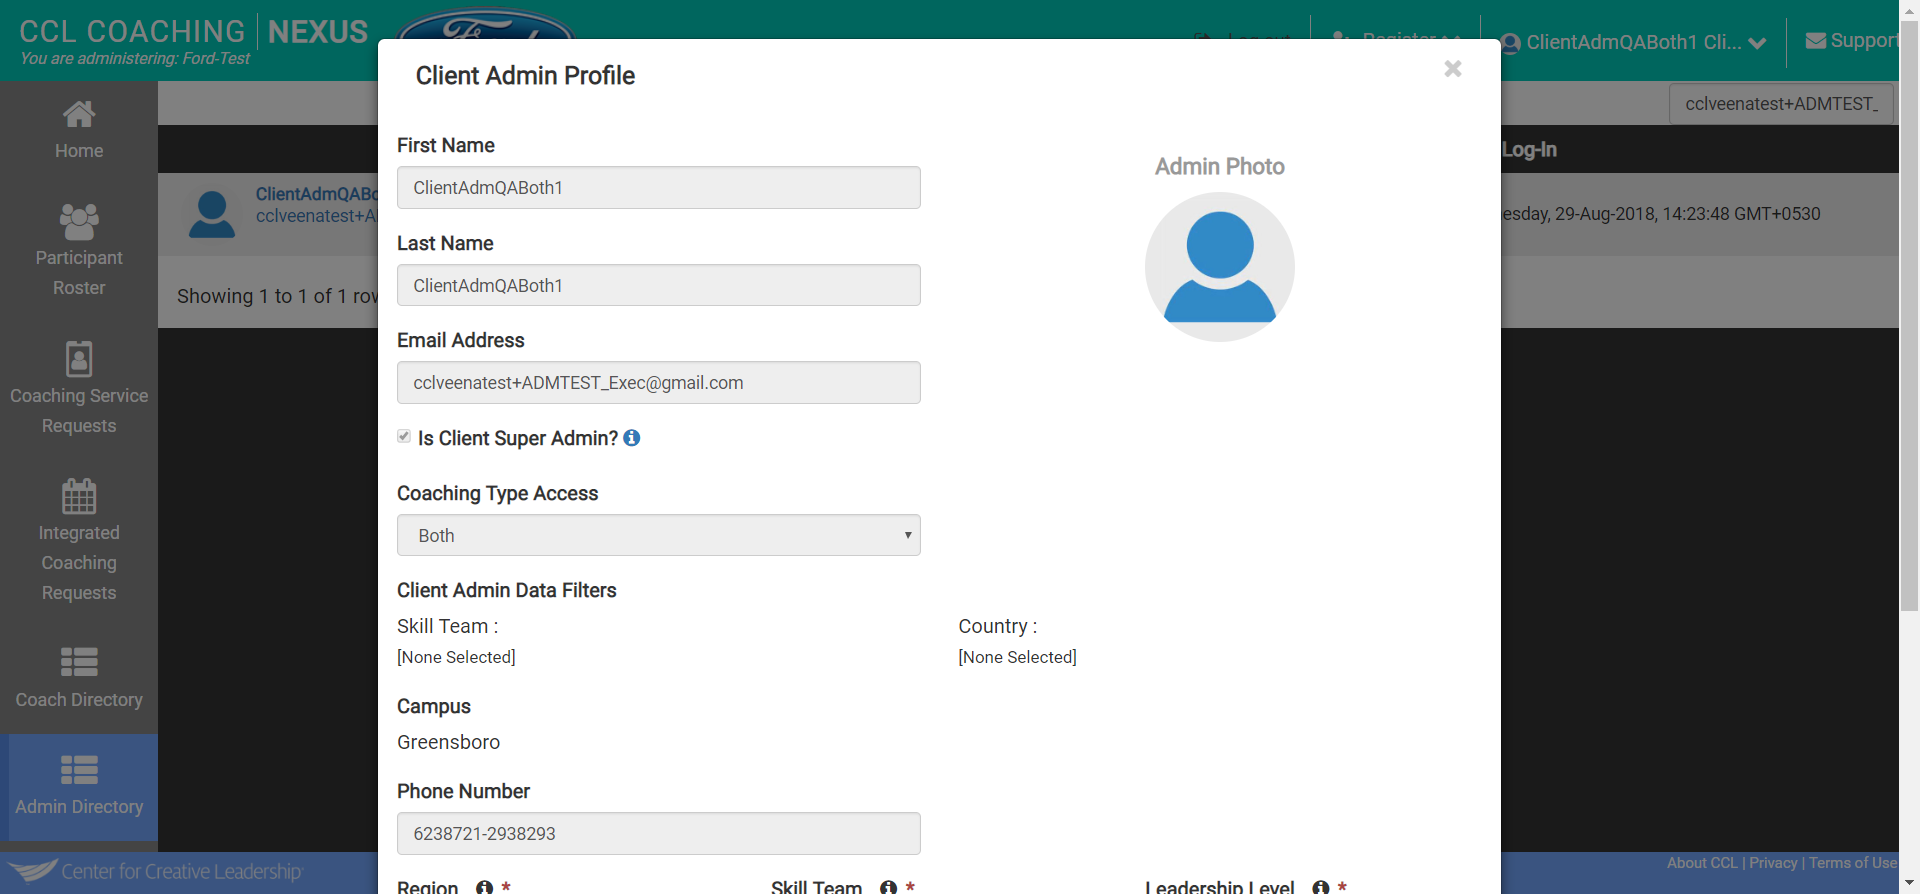 CCL COACHING NEXUS
You are administering: Ford-Test
Ford
Log out
Register
ClientAdmQABoth1 Cli...
Support
Home
Participant
Roster
Coaching Service
Requests
Integrated
Coaching
Requests
Coach Directory
Admin Directory
cclveenatest+ADMTEST_
Log-In
ClientAdmQABo
cclveenatest+A
esday, 29-Aug-2018, 14:23:48 GMT+0530
Showing 1 to 1 of 1 row
Client Admin Profile
First Name
ClientAdmQABoth1
Last Name
ClientAdmQABoth1
Email Address
cclveenatest+ADMTEST_Exec@gmail.com
Is Client Super Admin?
Coaching Type Access
Both
Client Admin Data Filters
Skill Team :
[None Selected]
Country :
[None Selected]
Campus
Greensboro
Phone Number
6238721-2938293
Region *
Skill Team *
Leadership Level *
Admin Photo
Center for Creative Leadership
About CCL | Privacy | Terms of Use